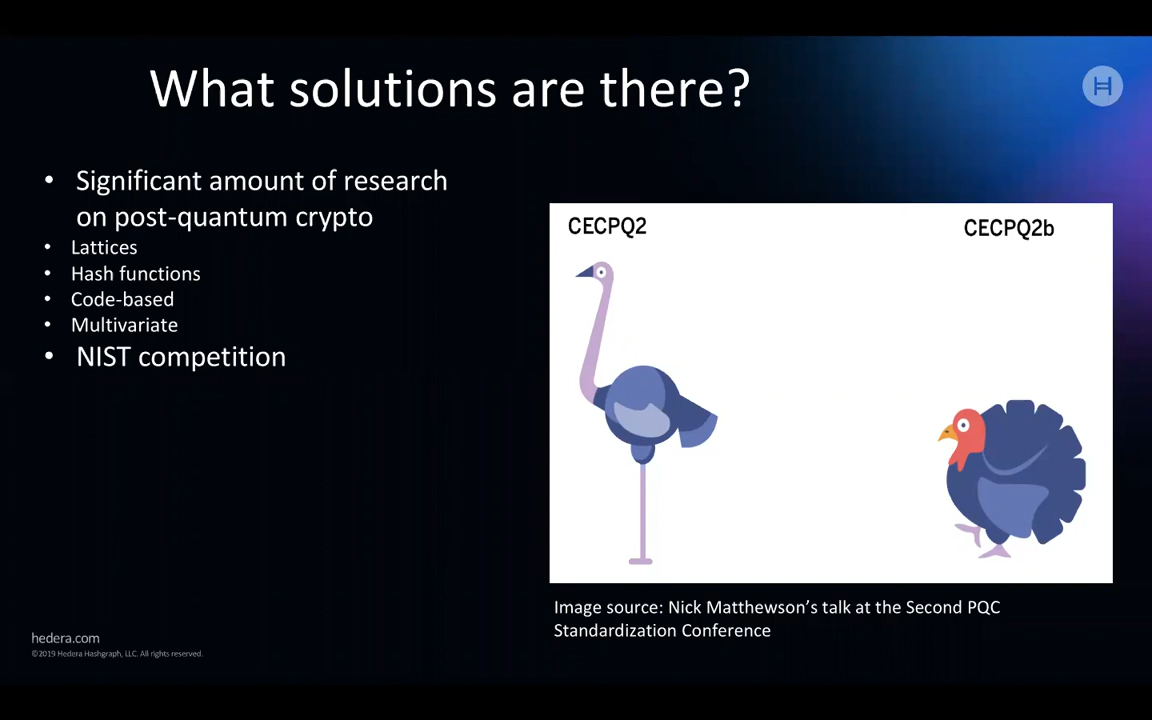 What solutions are there?
• Significant amount of research
on post-quantum crypto
• Lattices
• Hash functions
• Code-based
• Multivariate
• NIST competition
CECPQ2
CECPQ2b
Image source: Nick Matthewson’s talk at the Second PQC
Standardization Conference
hedera.com
©2019 Hedera Hashgraph, LLC. All rights reserved.